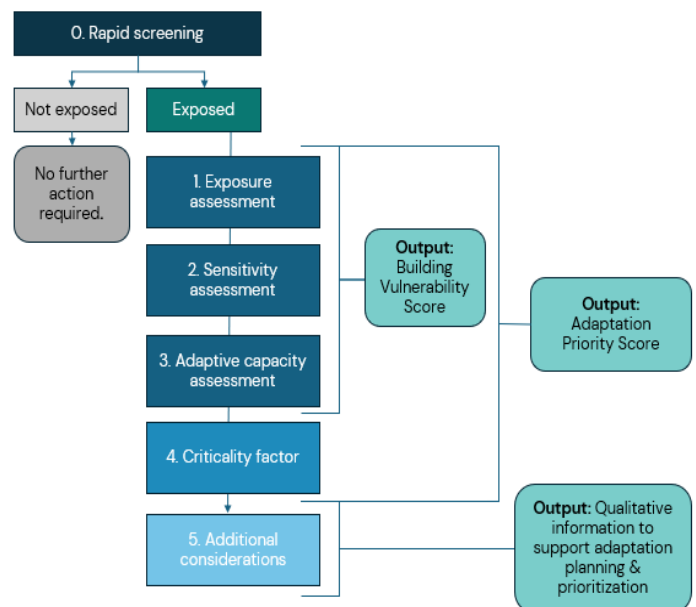 0. Rapid screening
Not exposed
Exposed
No further
action
required.
1. Exposure
assessment
2. Sensitivity
assessment
3. Adaptive capacity
assessment
4. Criticality factor
5. Additional
considerations
Output:
Building
Vulnerability
Score
Output:
Adaptation
Priority Score
Output: Qualitative
information to
support adaptation
planning &
prioritization